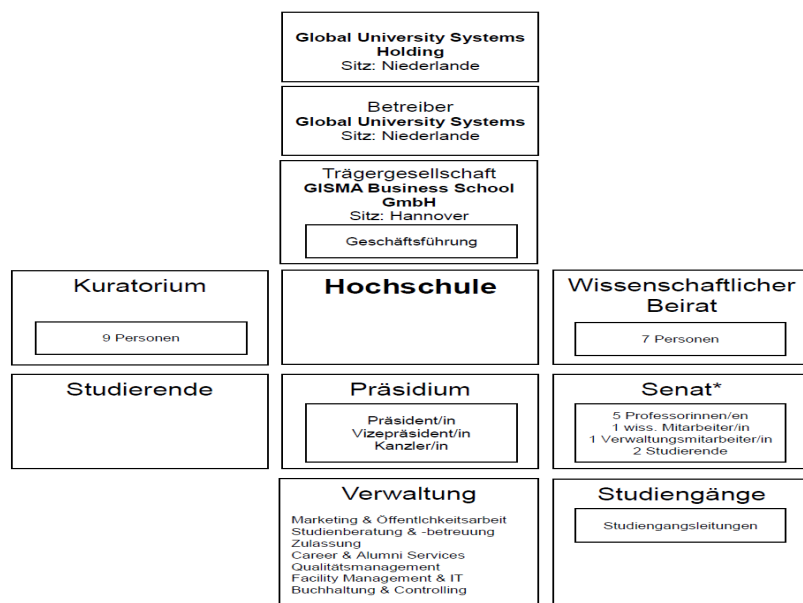 Global University Systems
Holding
Sitz: Niederlande
Betreiber
Global University Systems
Sitz: Niederlande
Trägergesellschaft
GISMA Business School
GmbH
Sitz: Hannover
Geschäftsführung
Kuratorium
9 Personen
Hochschule
Wissenschaftlicher
Beirat
7 Personen
Studierende
Präsidium
Präsident/in
Vizepräsident/in
Kanzler/in
Senat*
5 Professorinnen/en
1 wiss. Mitarbeiter/in
1 Verwaltungsmitarbeiter/in
2 Studierende
Verwaltung
Marketing & Öffentlchkeitsarbeit
Studienberatung & -betreuung
Zulassung
Career & Alumni Services
Qualitätsmanagement
Facility Management & IT
Buchhaltung & Controlling
Studiengänge
Studiengangsleitungen